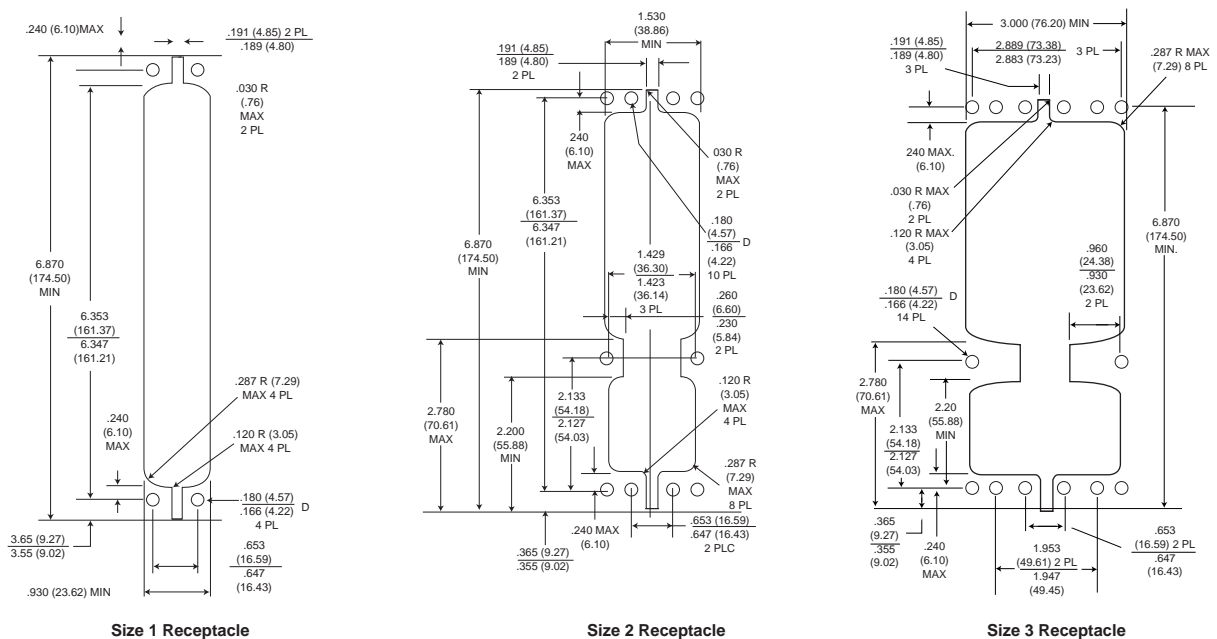 .240 (6.10)MAX
.191 (4.85) 2 PL
.189 (4.80)
.030 R
(.76)
MAX
2 PL
6.870
(174.50)
MIN
6.353
(161.37)
6.347
(161.21)
.287 R (7.29)
MAX 4 PL
.240
(6.10)
MAX
.120 R (3.05)
MAX 4 PL
.180 (4.57)
.166 (4.22)
D
4 PL
3.65 (9.27)
3.55 (9.02)
.653
(16.59)
.647
(16.43)
.930 (23.62) MIN
Size 1 Receptacle
1.530
(38.86)
MIN
191 (4.85)
189 (4.80)
2 PL
.240
(6.10)
MAX
030 R
(.76)
MAX
2 PL
6.353
(161.37)
6.347
(161.21)
6.870
(174.50)
MIN
.180
(4.57)
.166
(4.22)
D
10 PL
1.429
(36.30)
1.423
(36.14)
3 PL
.260
(6.60)
.230
(5.84)
2 PL
2.780
(70.61)
MAX
2.200
(55.88)
MIN
2.133
(54.18)
2.127
(54.03)
.120 R
(3.05)
MAX
4 PL
.287 R
(7.29)
MAX
8 PL
.240 MAX
(6.10)
.365 (9.27)
.355 (9.02)
.653 (16.59)
.647 (16.43)
2 PLC
Size 2 Receptacle
3.000 (76.20) MIN
.191 (4.85)
.189 (4.80)
3 PL
2.889 (73.38)
2.883 (73.23)
3 PL
.287 R MAX
(7.29) 8 PL
240 MAX.
(6.10)
.030 R MAX
(.76)
2 PL
.120 R MAX
(3.05)
4 PL
6.870
(174.50)
MIN.
.960
(24.38)
.930
(23.62)
2 PL
.180 (4.57)
.166 (4.22)
D
14 PL
2.780
(70.61)
MAX
2.133
(54.18)
2.127
(54.03)
2.20
(55.88)
MIN
.365
(9.27)
.355
(9.02)
.240
(6.10)
MAX
1.953
(49.61) 2 PL
1.947
(49.45)
.653
(16.59) 2 PL
.647
(16.43)
Size 3 Receptacle